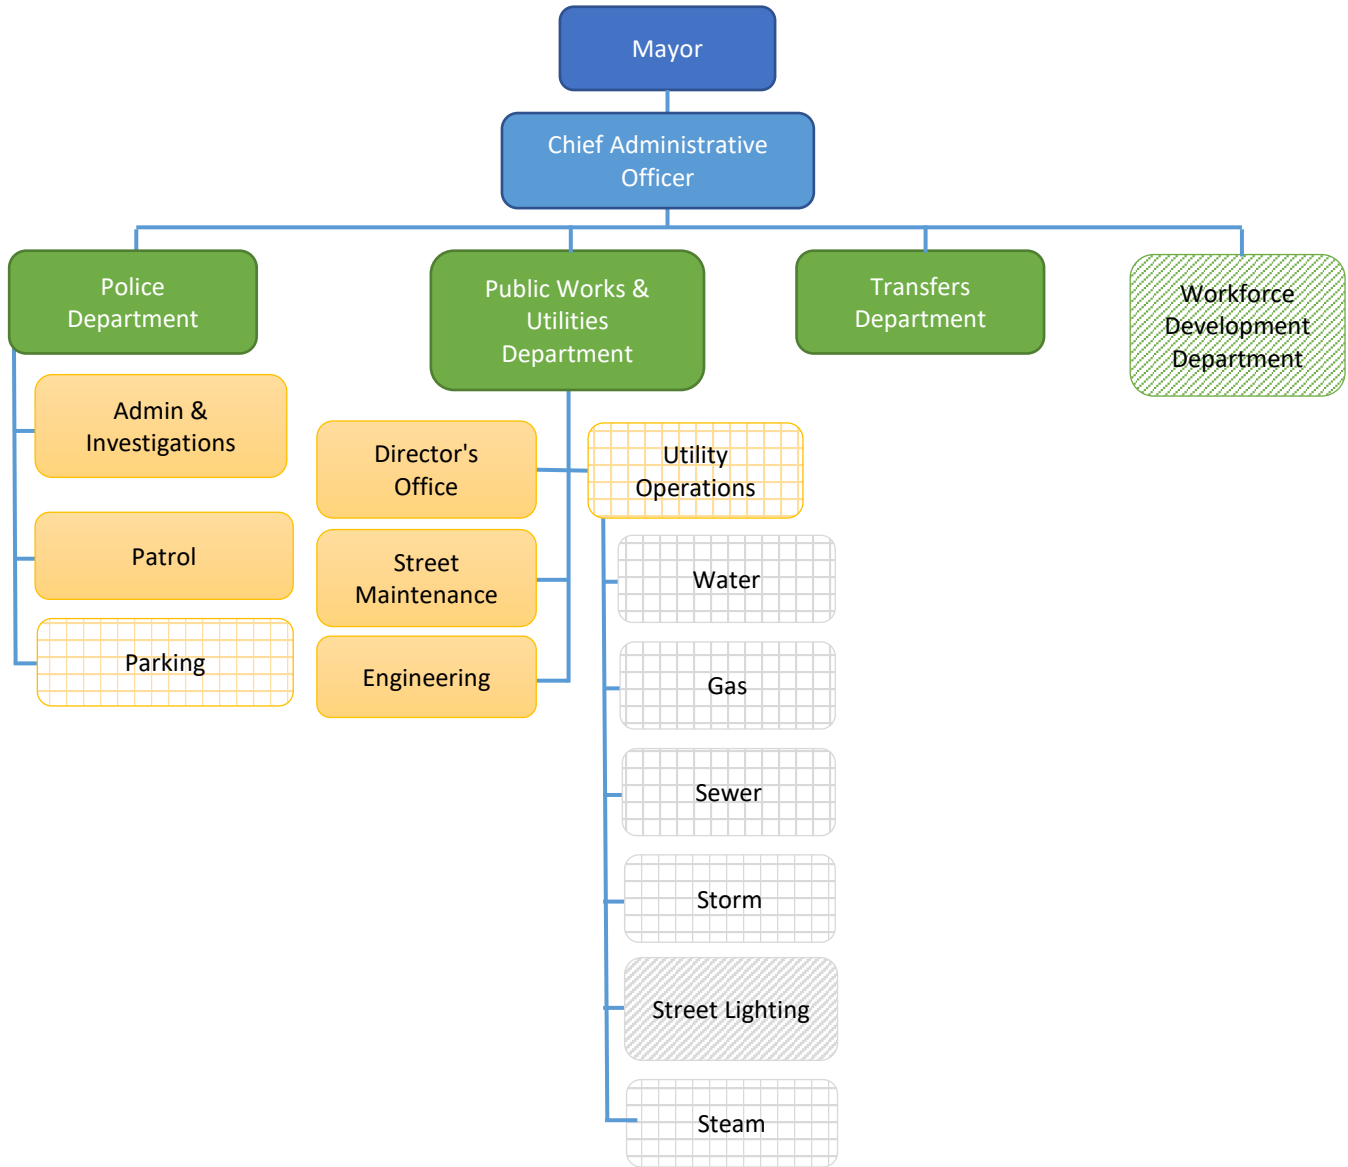 Mayor
Chief Administrative
Officer
Police
Department
Public Works &
Utilities
Department
Transfers
Department
Workforce
Development
Department
Admin &
Investigations
Patrol
Parking
Director's
Office
Street
Maintenance
Engineering
Utility
Operations
Water
Gas
Sewer
Storm
Street Lighting
Steam